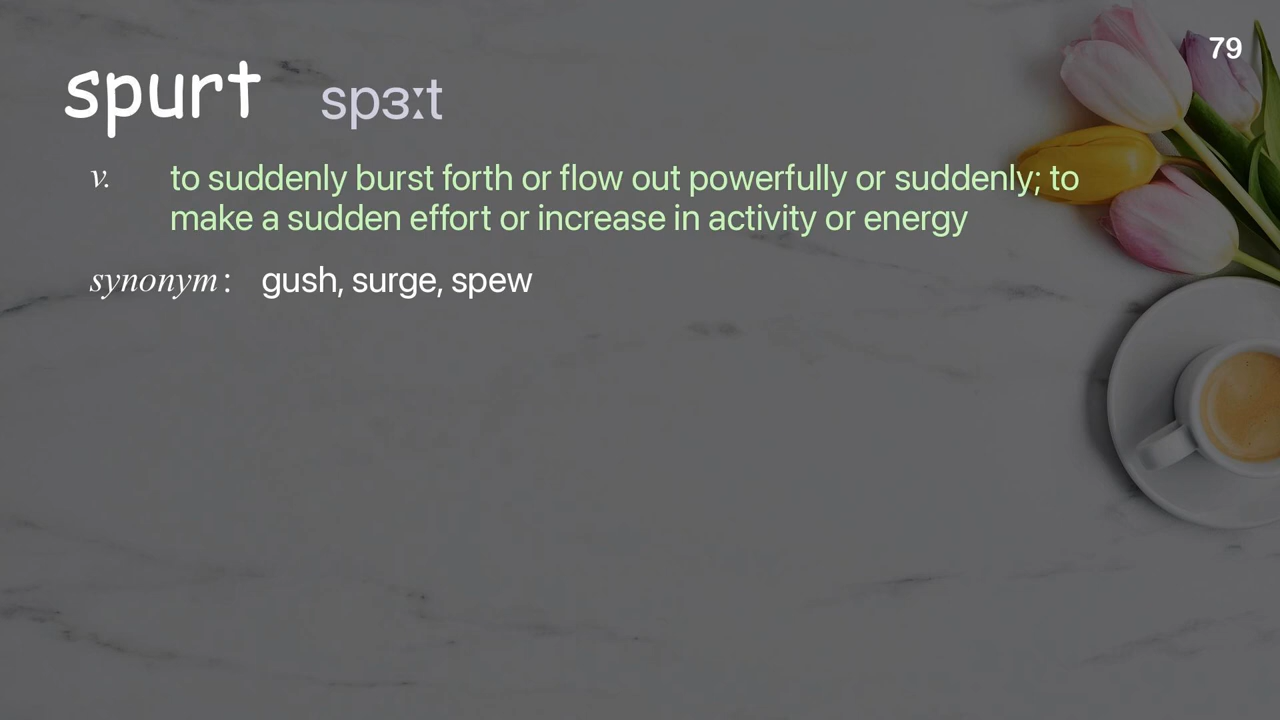 79
spurt spɜːt
v. to suddenly burst forth or flow out powerfully or suddenly; to
make a sudden effort or increase in activity or energy
synonym: gush, surge, spew